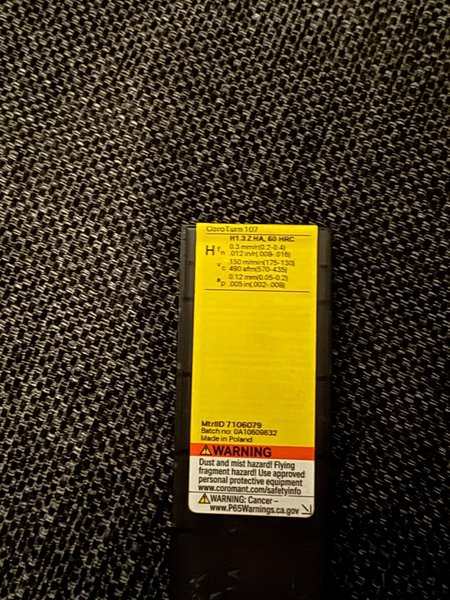 CoroTurn 107
H1.3.Z.HA, 60 HRC
H fn 0.3 mm/r(0.2-0.4)
.012 in/r(.008-.016)
vc 150 m/min(175-130)
490 sfm(570-435)
ap 0.12 mm(0.05-0.2)
.005 in(.002-.008)
MtrlID 7106079
Batch no: 0A10609632
Made in Poland
WARNING
Dust and mist hazard! Flying
fragment hazard! Use approved
personal protective equipment
www.coromant.com/safetyinfo
WARNING: Cancer –
www.P65Warnings.ca.gov